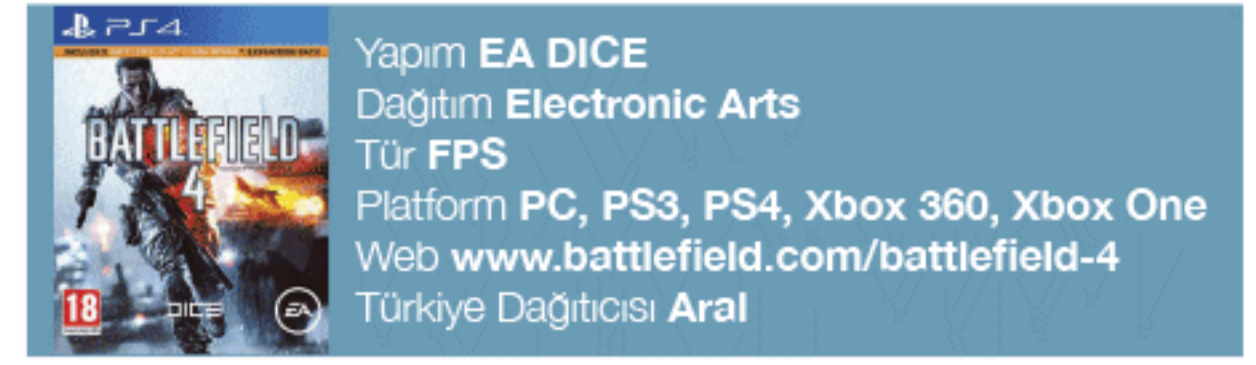 PS4
BATTLEFIELD
4
18
DICE
EA
Yapım EA DICE
Dağıtım Electronic Arts
Tür FPS
Platform PC, PS3, PS4, Xbox 360, Xbox One
Web www.battlefield.com/battlefield-4
Türkiye Dağıtıcısı Aral